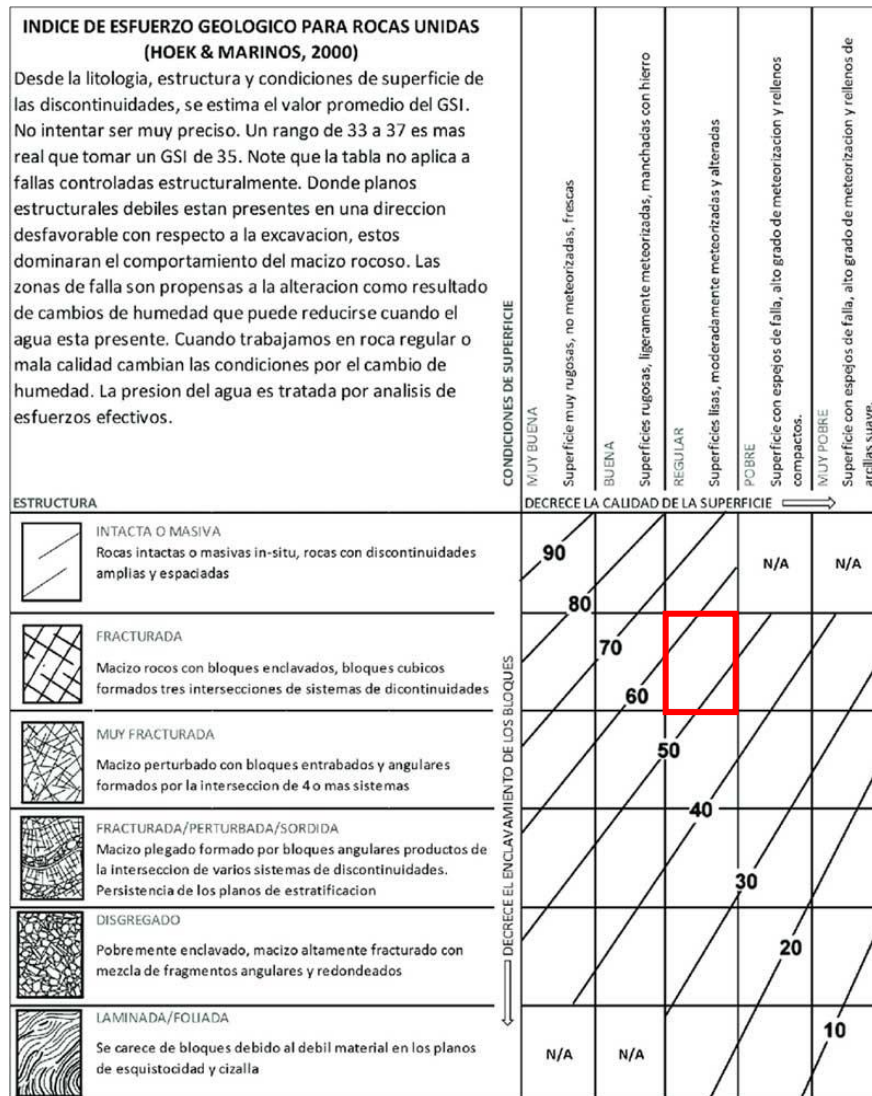 INDICE DE ESFUERZO GEOLOGICO PARA ROCAS UNIDAS
(HOEK & MARINOS, 2000)
Desde la litologia, estructura y condiciones de superficie de
las discontinuidades, se estima el valor promedio del GSI.
No intentar ser muy preciso. Un rango de 33 a 37 es mas
real que tomar un GSI de 35. Note que la tabla no aplica a
fallas controladas estructuralmente. Donde planos
estructurales debiles estan presentes en una direccion
desfavorable con respecto a la excavacion, estos
dominaran el comportamiento del macizo rocoso. Las
zonas de falla son propensas a la alteracion como resultado
de cambios de humedad que puede reducirse cuando el
agua esta presente. Cuando trabajamos en roca regular o
mala calidad cambian las condiciones por el cambio de
humedad. La presion del agua es tratada por analisis de
esfuerzos efectivos.
CONDICIONES DE SUPERFICIE
MUY BUENA
Superficie muy rugosas, no meteorizadas, frescas
BUENA
Superficies rugosas, ligeramente meteorizadas, manchadas con hierro
REGULAR
Superficies lisas, moderadamente meteorizadas y alteradas
POBRE
Superficie con espejos de falla, alto grado de meteorizacion y rellenos
compactos.
MUY POBRE
Superficie con espejos de falla, alto grado de meteorizacion y rellenos de
arcillas suave.
ESTRUCTURA
DECRECE LA CALIDAD DE LA SUPERFICIE
INTACTA O MASIVA
Rocas intactas o masivas in-situ, rocas con discontinuidades
amplias y espaciadas
90
N/A
N/A
80
FRACTURADA
Macizo rocos con bloques enclavados, bloques cubicos
formados tres intersecciones de sistemas de dicontinuidades
70
60
DECRECE EL ENCLAVAMIENTO DE LOS BLOQUES
MUY FRACTURADA
Macizo perturbado con bloques entrabados y angulares
formados por la interseccion de 4 o mas sistemas
50
40
FRACTURADA/PERTURBADA/SORDIDA
Macizo plegado formado por bloques angulares productos de
la interseccion de varios sistemas de discontinuidades.
Persistencia de los planos de estratificacion
30
DISGREGADO
Pobremente enclavado, macizo altamente fracturado con
mezcla de fragmentos angulares y redondeados
20
LAMINADA/FOLIADA
Se carece de bloques debido al debil material en los planos
de esquistocidad y cizalla
N/A
N/A
10